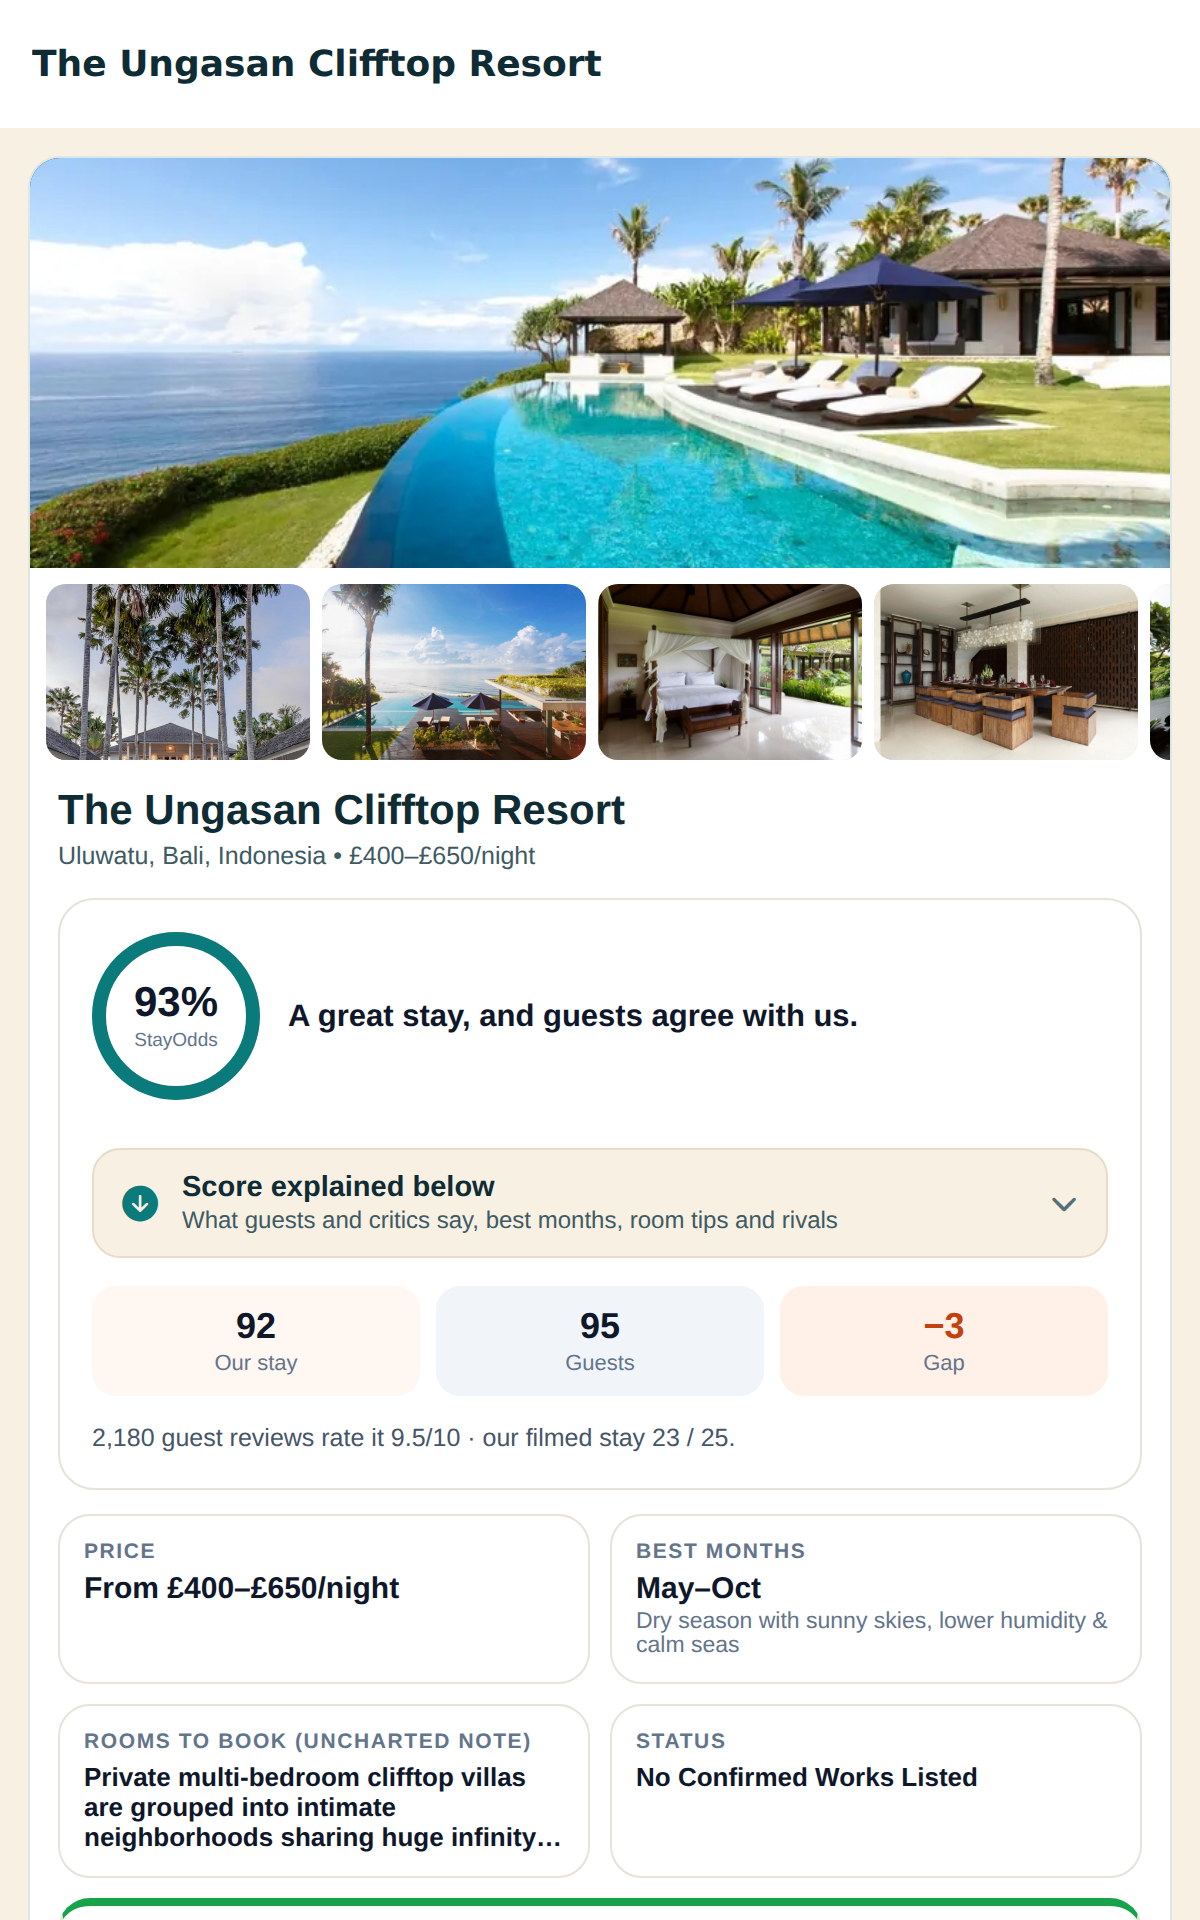 The Ungasan Clifftop Resort
The Ungasan Clifftop Resort
Uluwatu, Bali, Indonesia • £400–£650/night
93%
StayOdds
A great stay, and guests agree with us.
Score explained below
What guests and critics say, best months, room tips and rivals
92
Our stay
95
Guests
−3
Gap
2,180 guest reviews rate it 9.5/10 · our filmed stay 23 / 25.
PRICE
From £400–£650/night
BEST MONTHS
May–Oct
Dry season with sunny skies, lower humidity &
calm seas
ROOMS TO BOOK (UNCHARTED NOTE)
Private multi-bedroom clifftop villas
are grouped into intimate
neighborhoods sharing huge infinity…
STATUS
No Confirmed Works Listed